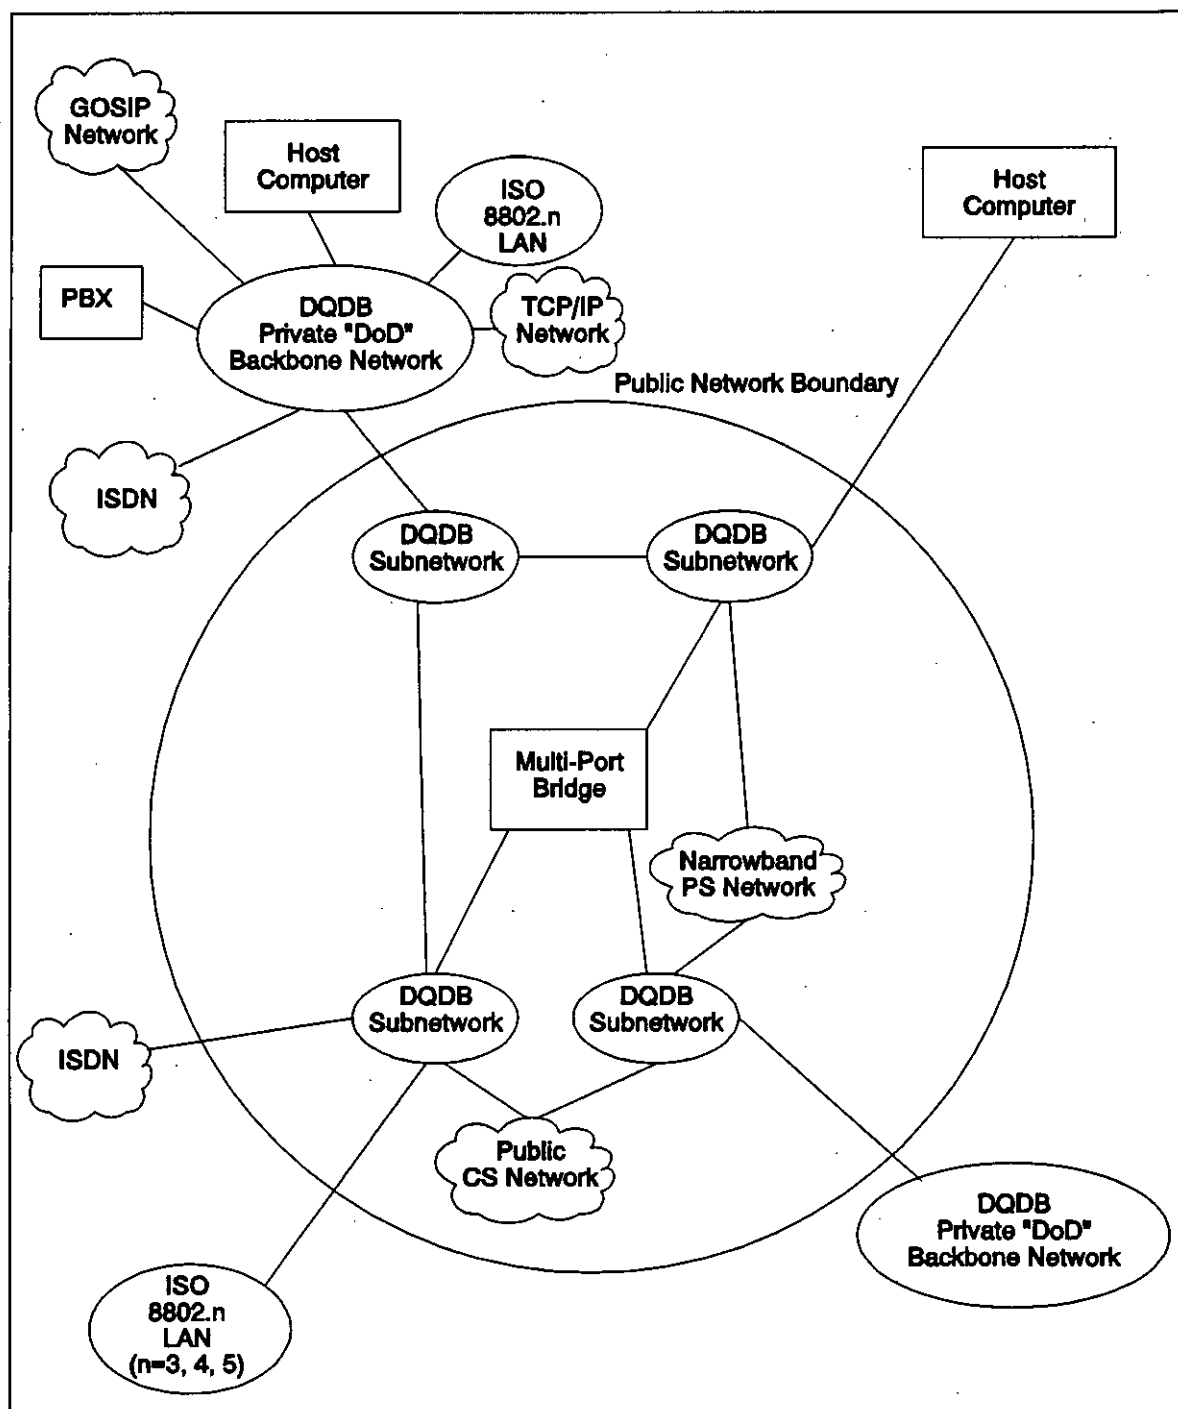 GOSIP
Network
Host
Computer
ISO
8802.n
LAN
Host
Computer
PBX
DQDB
Private "DoD"
Backbone Network
TCP/IP
Network
Public Network Boundary
ISDN
DQDB
Subnetwork
DQDB
Subnetwork
Multi-Port
Bridge
Narrowband
PS Network
DQDB
Subnetwork
DQDB
Subnetwork
ISDN
Public
CS Network
DQDB
Private "DoD"
Backbone Network
ISO
8802.n
LAN
(n=3, 4, 5)